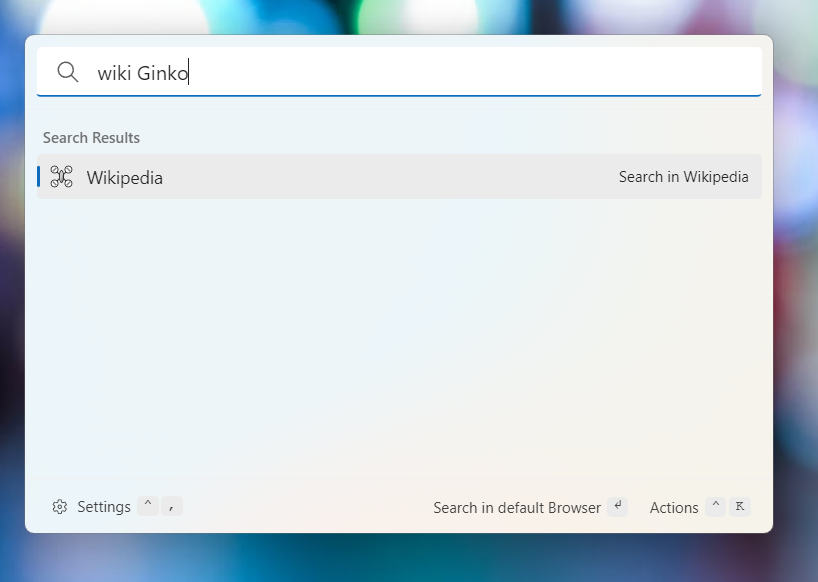 wiki Ginko
Search Results
Wikipedia Search in Wikipedia
Settings ^ , Search in default Browser ↵ Actions ^ K